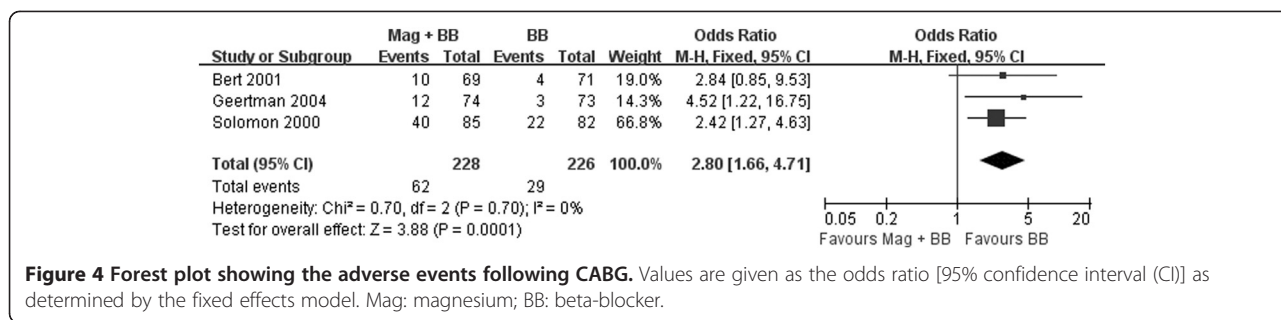 Mag + BB BB Odds Ratio Odds Ratio
Study or Subgroup Events Total Events Total Weight M-H, Fixed, 95% CI M-H, Fixed, 95% CI
Bert 2001 10 69 4 71 19.0% 2.84 [0.85, 9.53]
Geertman 2004 12 74 3 73 14.3% 4.52 [1.22, 16.75]
Solomon 2000 40 85 22 82 66.8% 2.42 [1.27, 4.63]
Total (95% CI) 228 226 100.0% 2.80 [1.66, 4.71]
Total events 62 29
Heterogeneity: Chi² = 0.70, df = 2 (P = 0.70); I² = 0%
Test for overall effect: Z = 3.88 (P = 0.0001)
0.05 0.2 1 5 20
Favours Mag + BB Favours BB
Figure 4 Forest plot showing the adverse events following CABG. Values are given as the odds ratio [95% confidence interval (CI)] as
determined by the fixed effects model. Mag: magnesium; BB: beta-blocker.